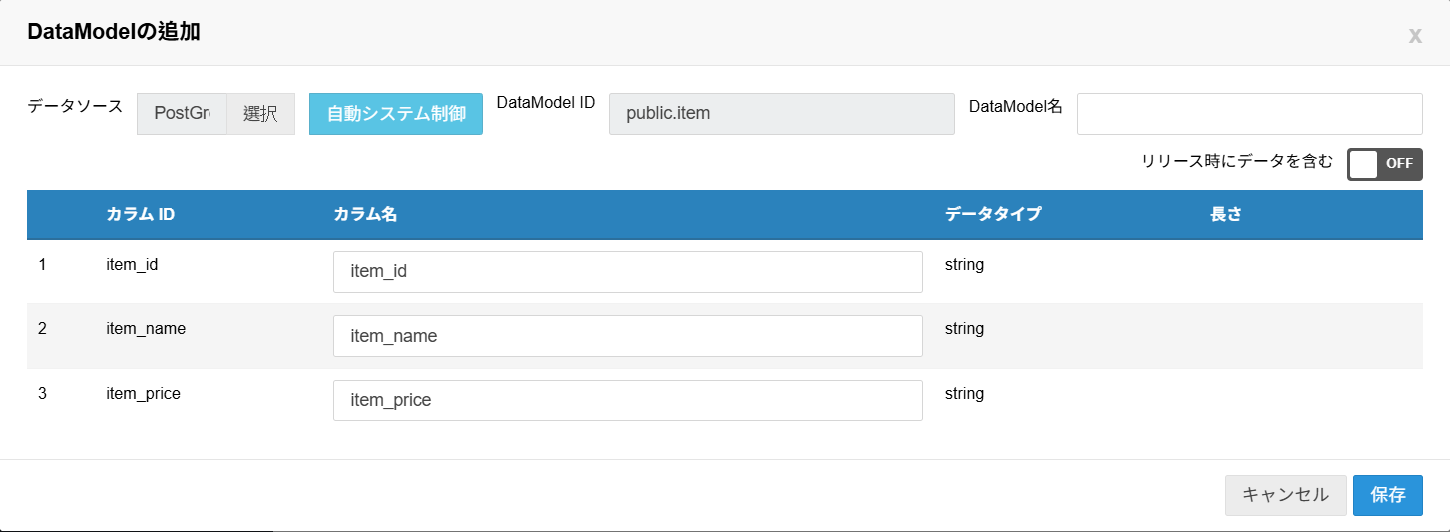 DataModelの追加
x
データソース PostGr 選択 自動システム制御 DataModel ID public.item DataModel名
リリース時にデータを含む OFF
カラム ID カラム名 データタイプ 長さ
1 item_id item_id string
2 item_name item_name string
3 item_price item_price string
キャンセル 保存